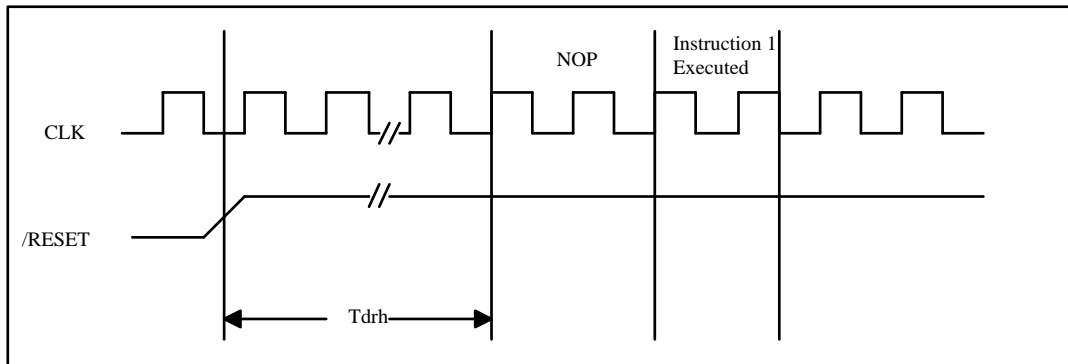 NOP
Instruction 1
Executed
CLK
/RESET
Tdrh